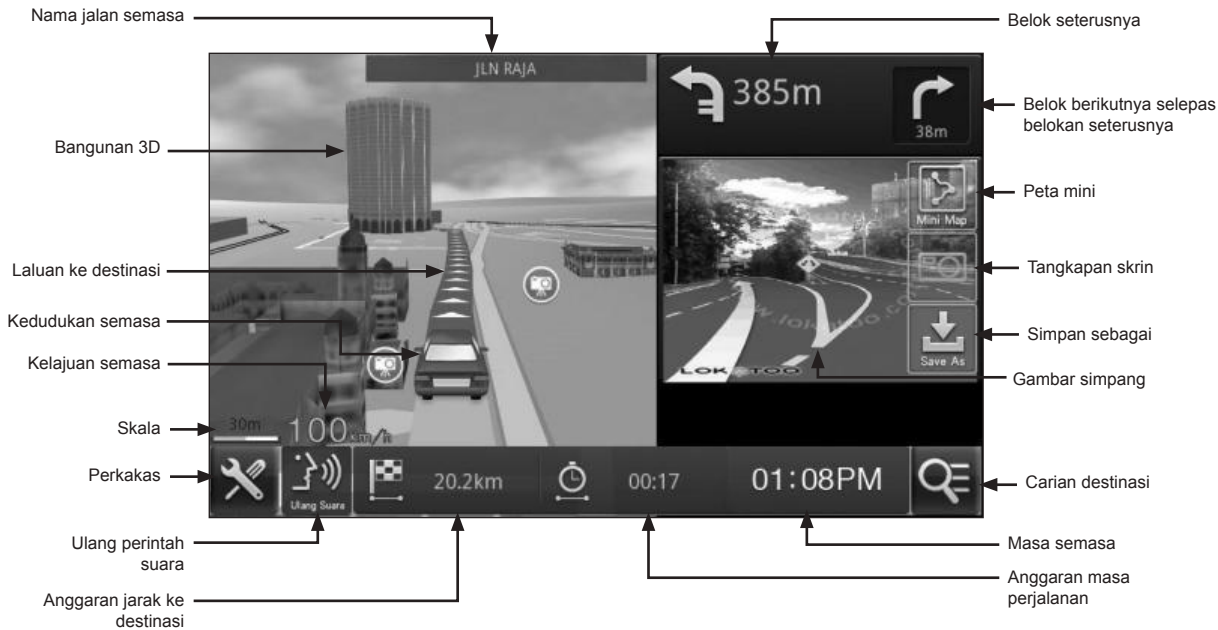 Nama jalan semasa
Belok seterusnya
JLN RAJA
385m
38m
Belok berikutnya selepas
belokan seterusnya
Bangunan 3D
Mini Map
Peta mini
Laluan ke destinasi
Tangkapan skrin
Kedudukan semasa
Simpan sebagai
Save As
Kelajuan semasa
Gambar simpang
Skala
30m
100 km/h
Perkakas
Ulang Suara
20.2km
00:17
01:08PM
Carian destinasi
Ulang perintah
suara
Masa semasa
Anggaran jarak ke
destinasi
Anggaran masa
perjalanan